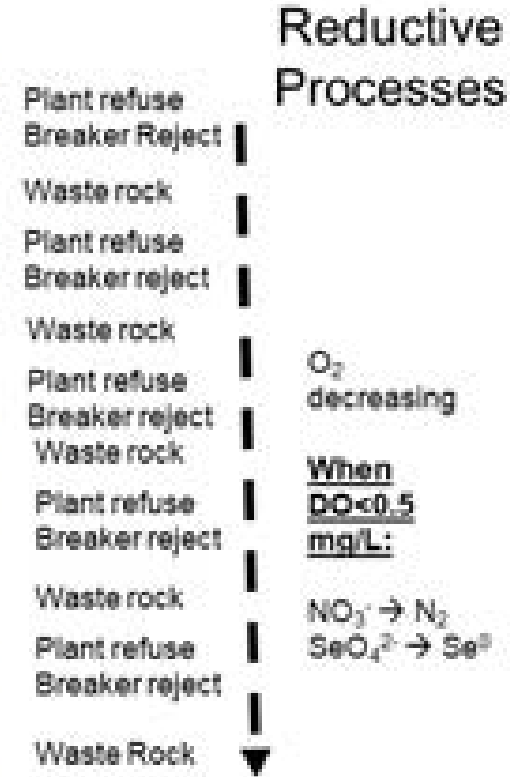 Reductive
Processes
Plant refuse
Breaker Reject
Waste rock
Plant refuse
Breaker reject
Waste rock
Plant refuse
Breaker reject
Waste rock
Plant refuse
Breaker reject
Waste rock
Plant refuse
Breaker reject
Waste Rock
O₂
decreasing
When
DO<0.5
mg/L:
NO₃⁻ → N₂
SeO₄²⁻ → Se⁰